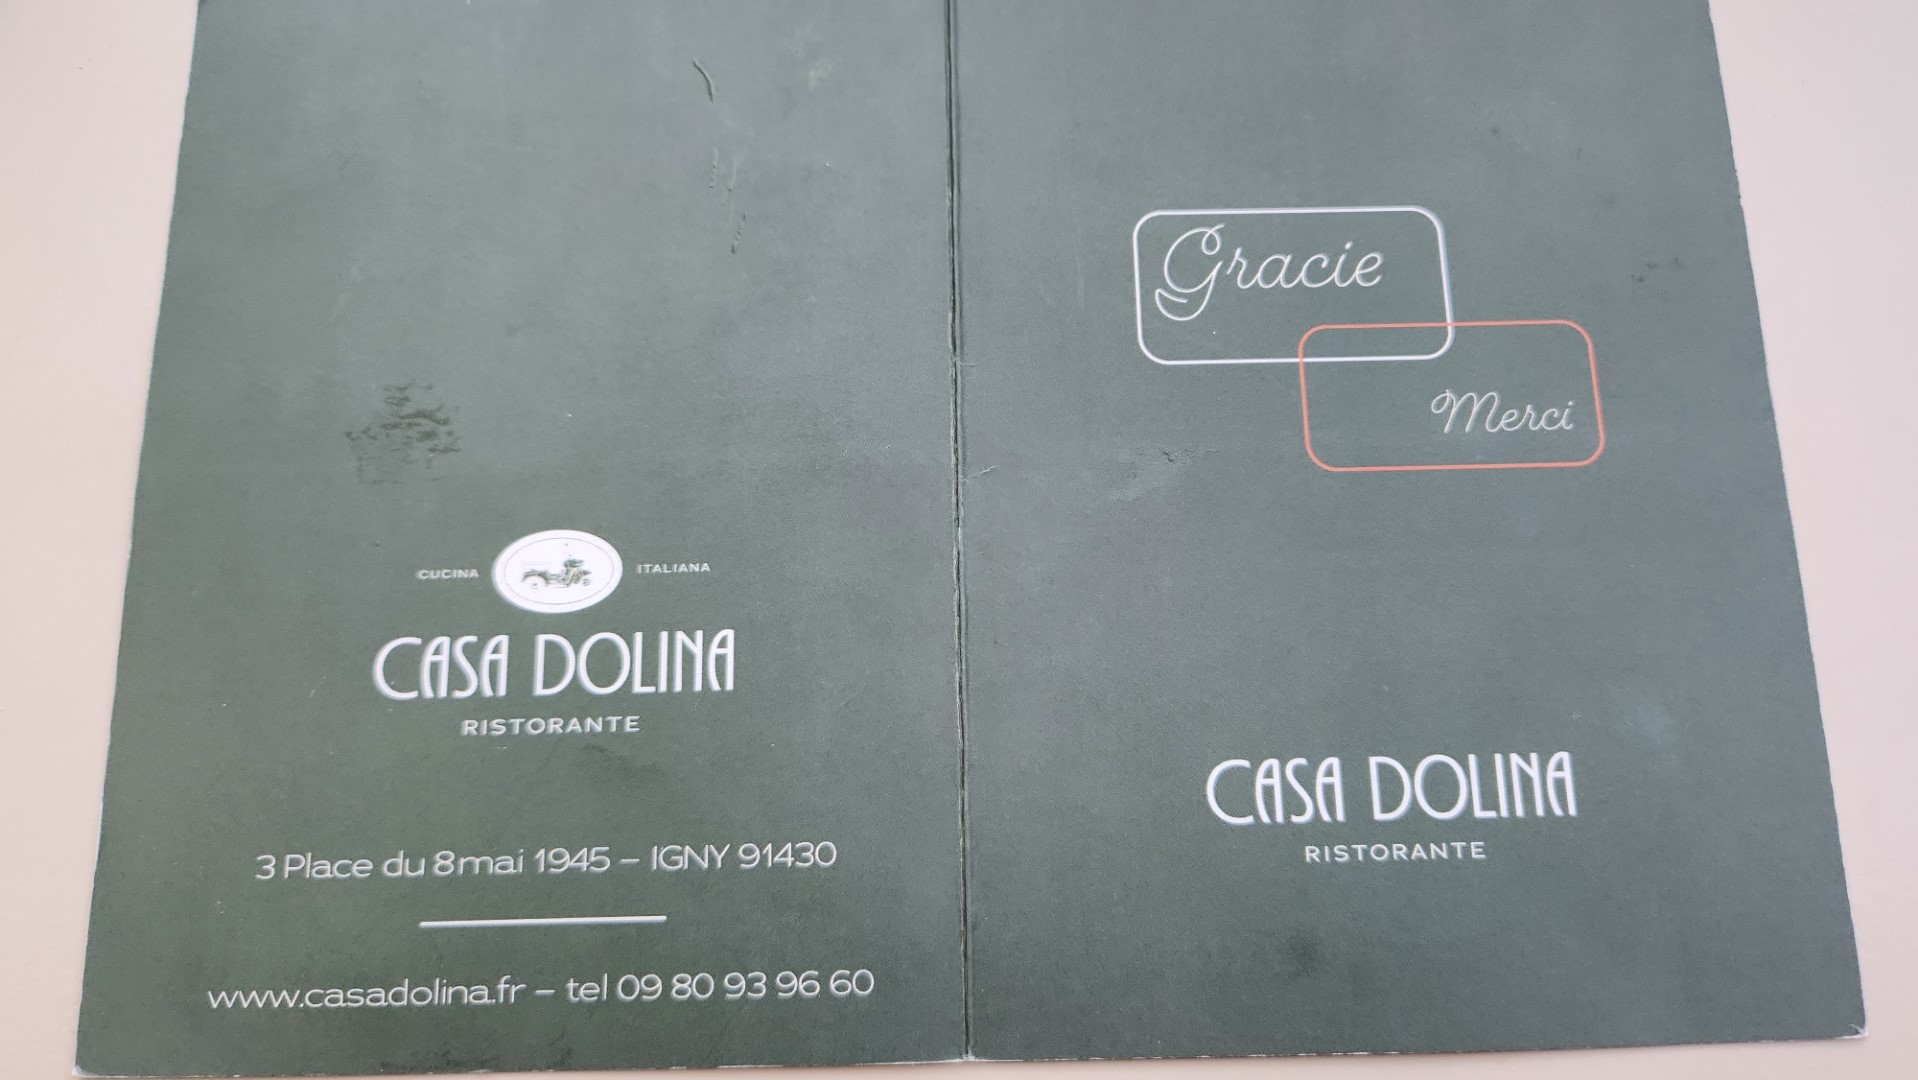 CUCINA ITALIANA
CASA DOLINA
RISTORANTE
3 Place du 8 mai 1945 – IGNY 91430
www.casadolina.fr – tel 09 80 93 96 60
Gracie
Merci
CASA DOLINA
RISTORANTE